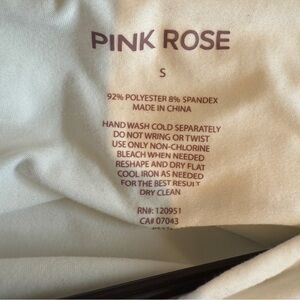 PINK ROSE
S
92% POLYESTER 8% SPANDEX
MADE IN CHINA
HAND WASH COLD SEPARATELY
DO NOT WRING OR TWIST
USE ONLY NON-CHLORINE
BLEACH WHEN NEEDED
RESHAPE AND DRY FLAT
COOL IRON AS NEEDED
FOR THE BEST RESULT
DRY CLEAN
RN#: 120951
CA# 07043